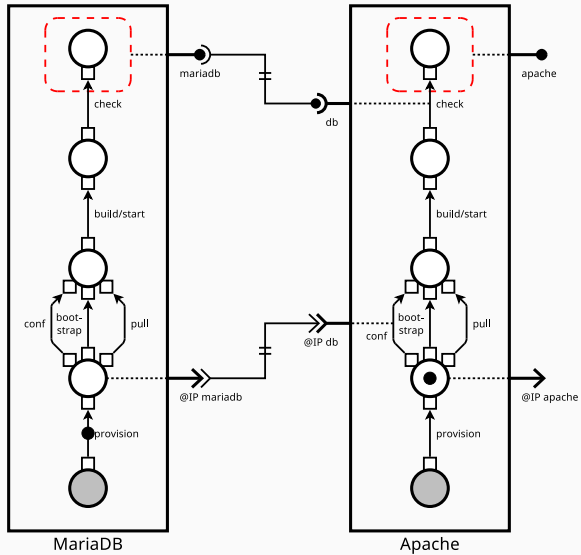 mariadb
apache
check
check
db
build/start
build/start
conf
boot-
strap
pull
conf
boot-
strap
pull
@IP db
@IP mariadb
@IP apache
provision
provision
MariaDB
Apache